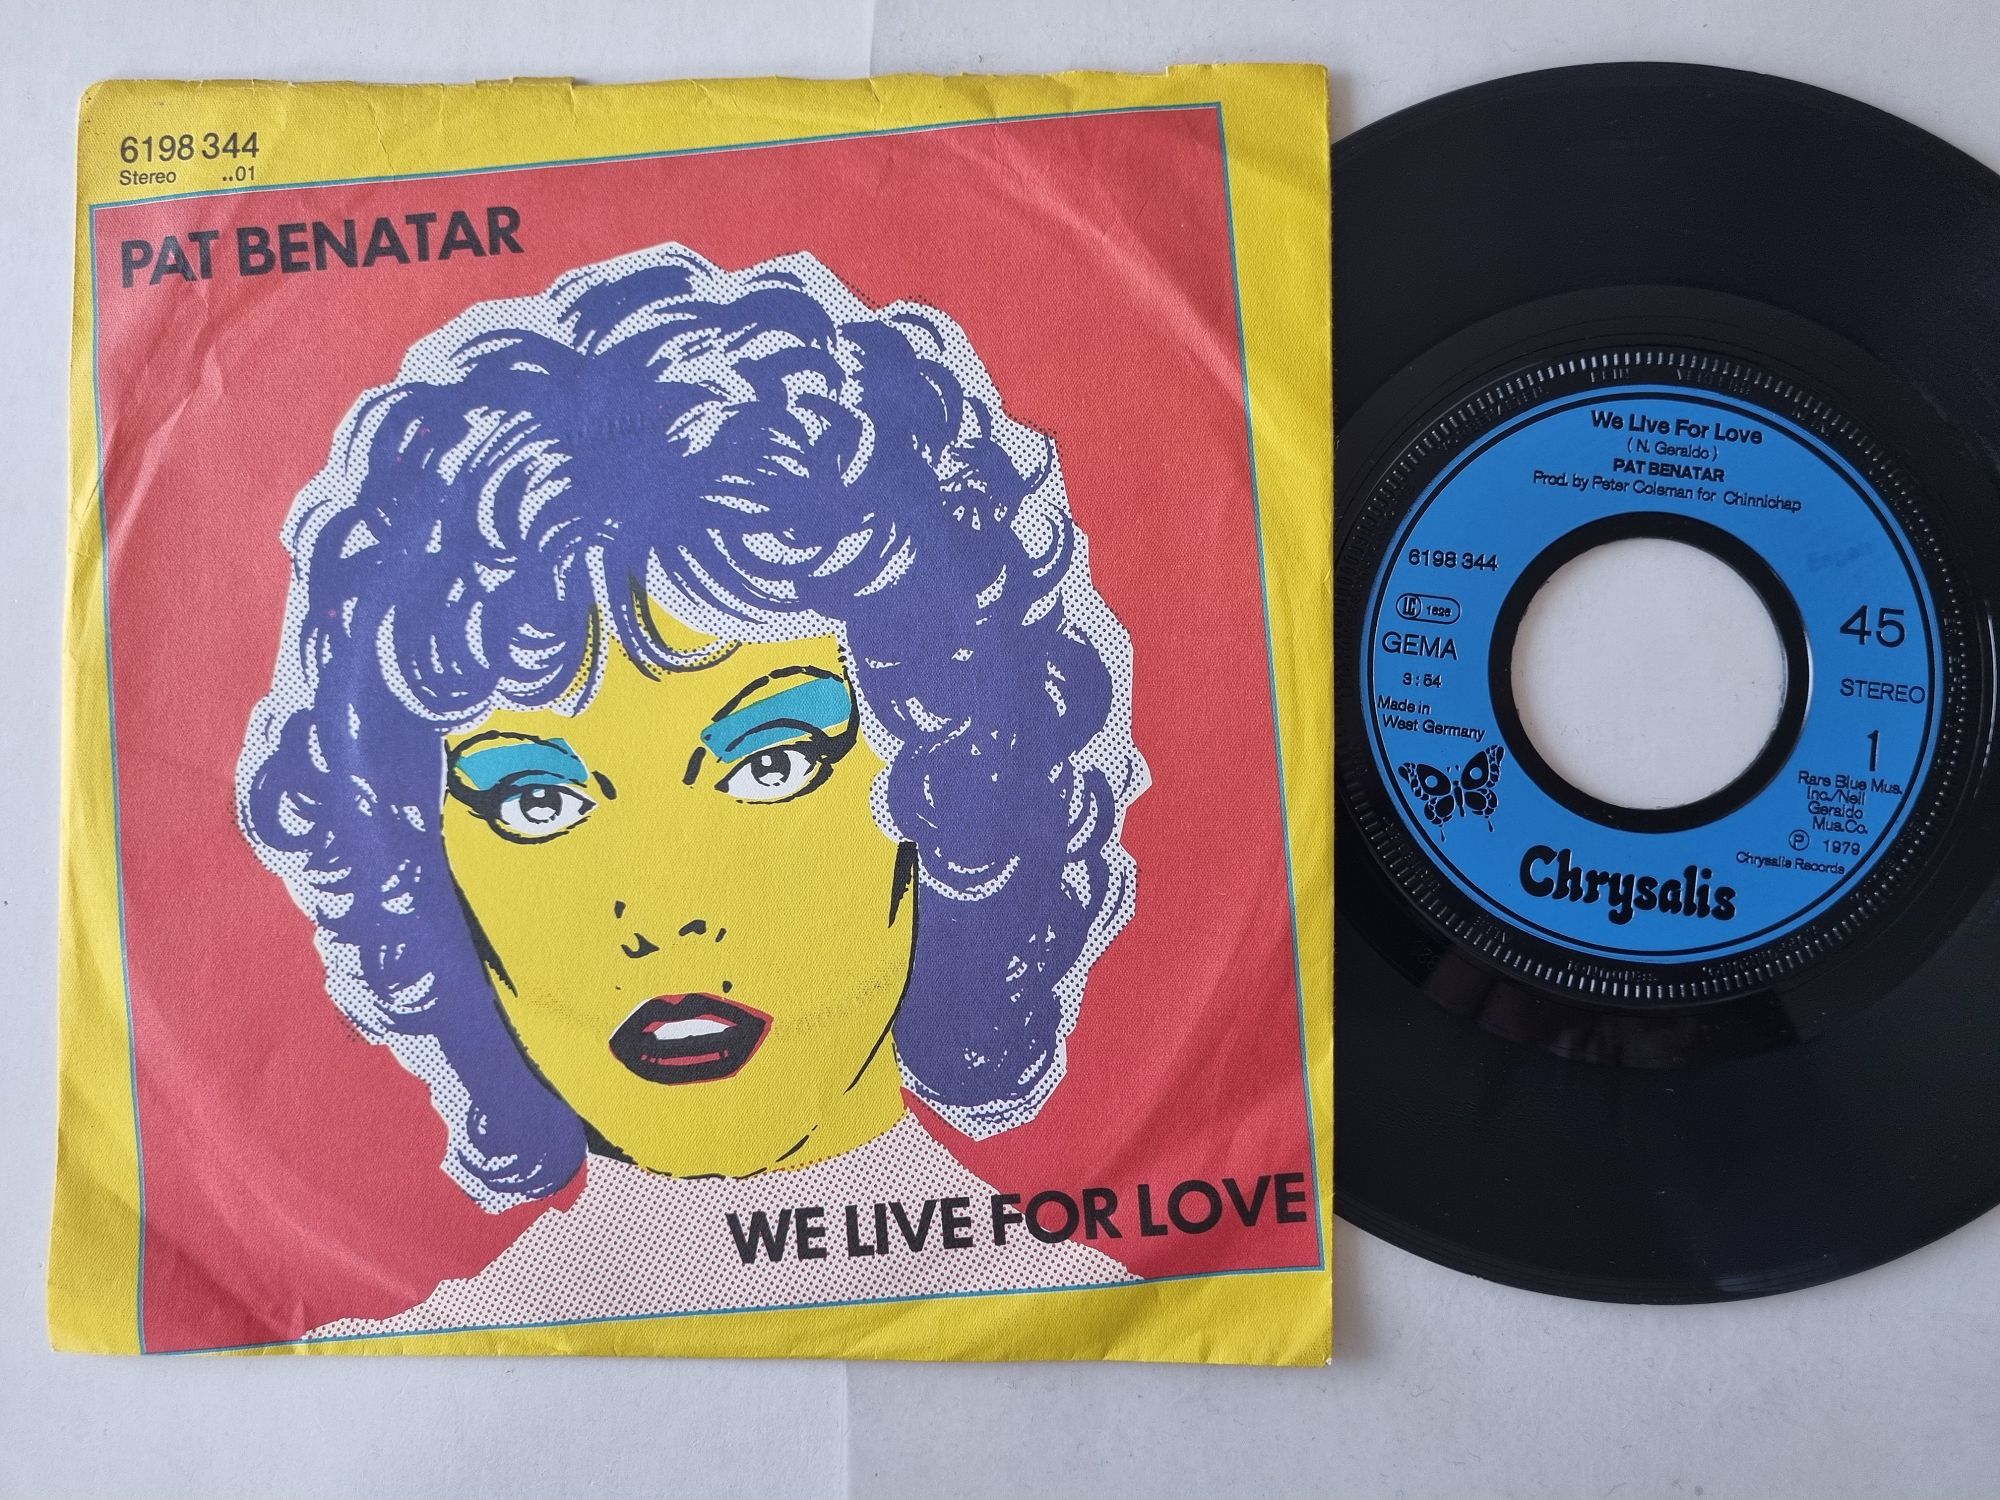 6198 344
Stereo ..01
PAT BENATAR
WE LIVE FOR LOVE
We Live For Love
( N. Geraldo )
PAT BENATAR
Prod. by Peter Coleman for Chinnichap
6198 344
LC 1626
GEMA
3 : 54
Made in
West Germany
45
STEREO
1
Rare Blue Mus.
Inc./Neil
Geraldo
Mus.Co.
℗ 1979
Chrysalis Records
Chrysalis